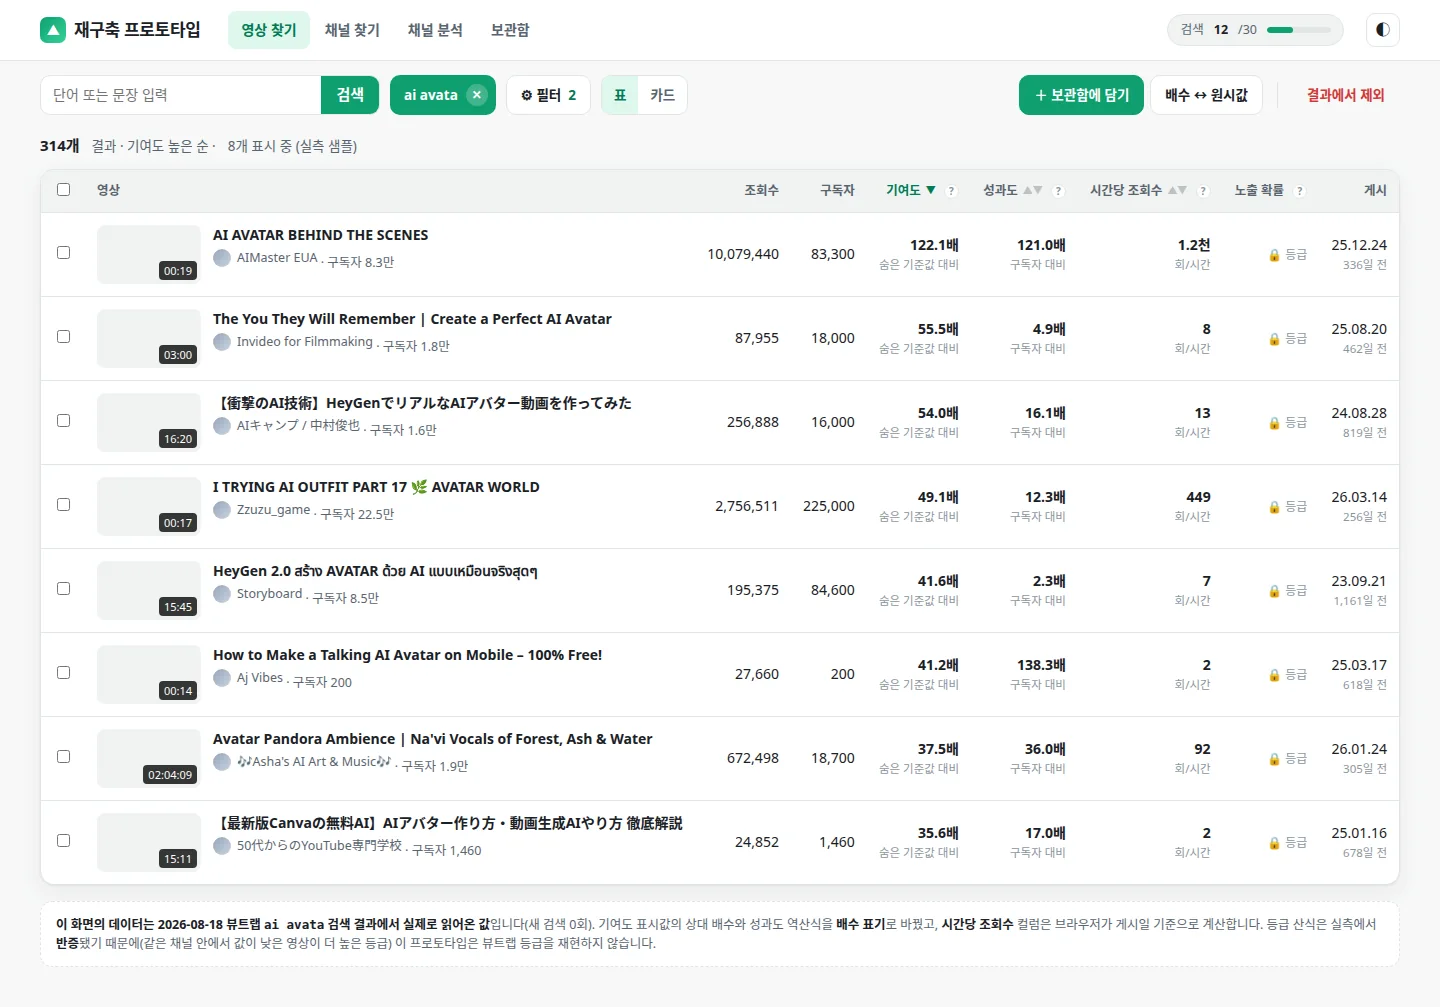 재구축 프로토타입 영상 찾기 채널 찾기 채널 분석 보관함 검색 12 /30
단어 또는 문장 입력 검색 ai avata ✕ ⚙ 필터 2 표 카드 + 보관함에 담기 배수 ↔ 원시값 결과에서 제외
314개 결과 · 기여도 높은 순 · 8개 표시 중 (실측 샘플)
영상 조회수 구독자 기여도 ▼ ? 성과도 ▲▼ ? 시간당 조회수 ▲▼ ? 노출 확률 ? 게시
AI AVATAR BEHIND THE SCENES
AIMaster EUA · 구독자 8.3만
00:19
10,079,440 83,300 122.1배 121.0배 1.2천 🔒 등급 25.12.24
숨은 기준값 대비 구독자 대비 회/시간 336일 전
The You They Will Remember | Create a Perfect AI Avatar
Invideo for Filmmaking · 구독자 1.8만
03:00
87,955 18,000 55.5배 4.9배 8 🔒 등급 25.08.20
숨은 기준값 대비 구독자 대비 회/시간 462일 전
【衝撃のAI技術】HeyGenでリアルなAIアバター動画を作ってみた
AIキャンプ / 中村俊也 · 구독자 1.6만
16:20
256,888 16,000 54.0배 16.1배 13 🔒 등급 24.08.28
숨은 기준값 대비 구독자 대비 회/시간 819일 전
I TRYING AI OUTFIT PART 17 🌿 AVATAR WORLD
Zzuzu_game · 구독자 22.5만
00:17
2,756,511 225,000 49.1배 12.3배 449 🔒 등급 26.03.14
숨은 기준값 대비 구독자 대비 회/시간 256일 전
HeyGen 2.0 สร้าง AVATAR ด้วย AI แบบเหมือนจริงสุดๆ
Storyboard · 구독자 8.5만
15:45
195,375 84,600 41.6배 2.3배 7 🔒 등급 23.09.21
숨은 기준값 대비 구독자 대비 회/시간 1,161일 전
How to Make a Talking AI Avatar on Mobile – 100% Free!
Aj Vibes · 구독자 200
00:14
27,660 200 41.2배 138.3배 2 🔒 등급 25.03.17
숨은 기준값 대비 구독자 대비 회/시간 618일 전
Avatar Pandora Ambience | Na'vi Vocals of Forest, Ash & Water
🎶Asha's AI Art & Music🎶 · 구독자 1.9만
02:04:09
672,498 18,700 37.5배 36.0배 92 🔒 등급 26.01.24
숨은 기준값 대비 구독자 대비 회/시간 305일 전
【最新版Canvaの無料AI】AIアバター作り方・動画生成AIやり方 徹底解説
50代からのYouTube専門学校 · 구독자 1,460
15:11
24,852 1,460 35.6배 17.0배 2 🔒 등급 25.01.16
숨은 기준값 대비 구독자 대비 회/시간 678일 전
이 화면의 데이터는 2026-08-18 뷰트랩 ai avata 검색 결과에서 실제로 읽어온 값입니다(새 검색 0회). 기여도 표시값의 상대 배수와 성과도 역산식을 배수 표기로 바꿨고, 시간당 조회수 컬럼은 브라우저가 게시일 기준으로 계산합니다. 등급 산식은 실측에서
반증됐기 때문에(같은 채널 안에서 값이 낮은 영상이 더 높은 등급) 이 프로토타입은 뷰트랩 등급을 재현하지 않습니다.